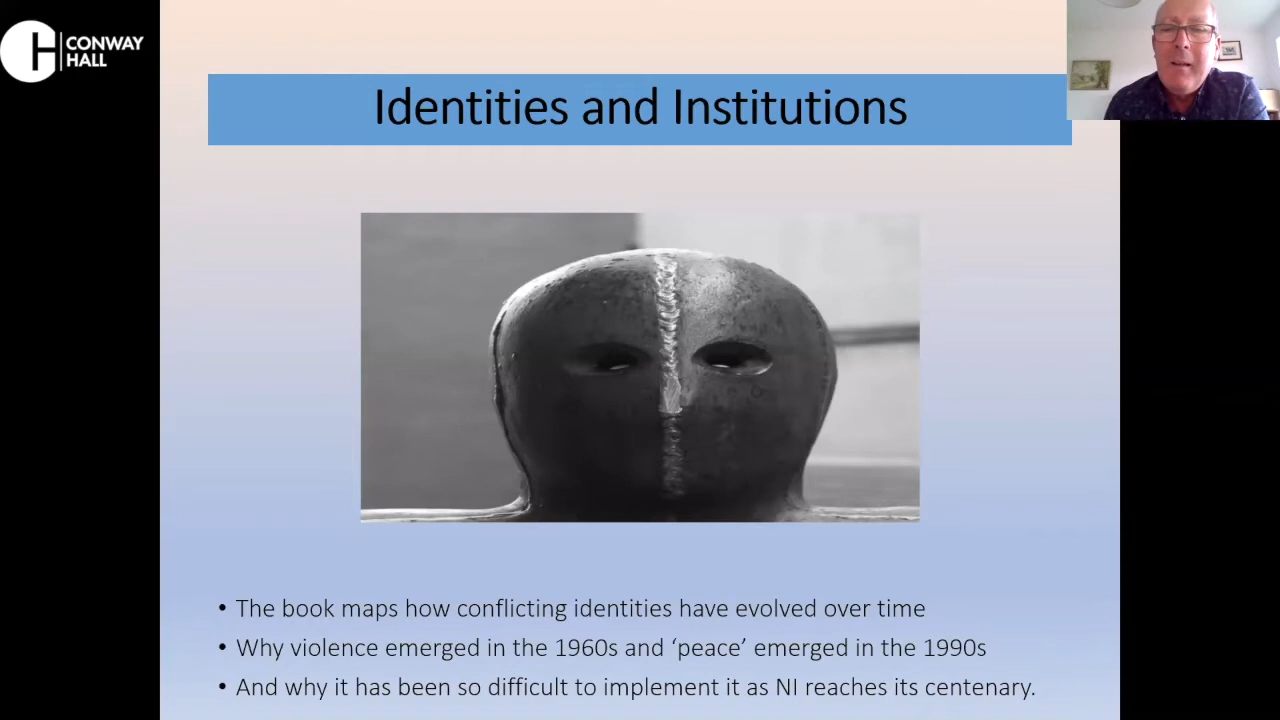 CONWAY
HALL
Identities and Institutions
• The book maps how conflicting identities have evolved over time
• Why violence emerged in the 1960s and ‘peace’ emerged in the 1990s
• And why it has been so difficult to implement it as NI reaches its centenary.